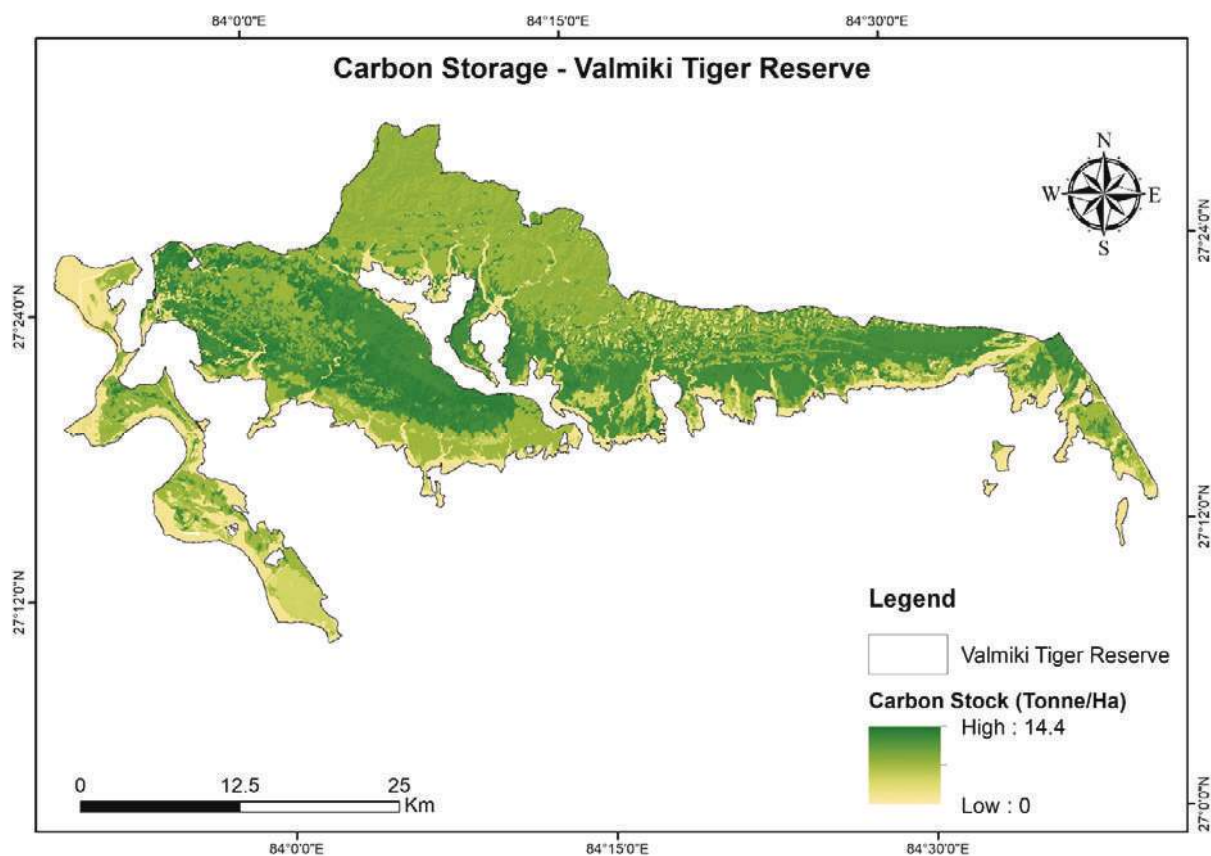 84°0'0"E
84°15'0"E
84°30'0"E
Carbon Storage - Valmiki Tiger Reserve
N
W
E
S
27°24'0"N
27°24'0"N
27°12'0"N
27°12'0"N
Legend
Valmiki Tiger Reserve
Carbon Stock (Tonne/Ha)
High : 14.4
Low : 0
0 12.5 25
Km
27°0'0"N
84°0'0"E
84°15'0"E
84°30'0"E